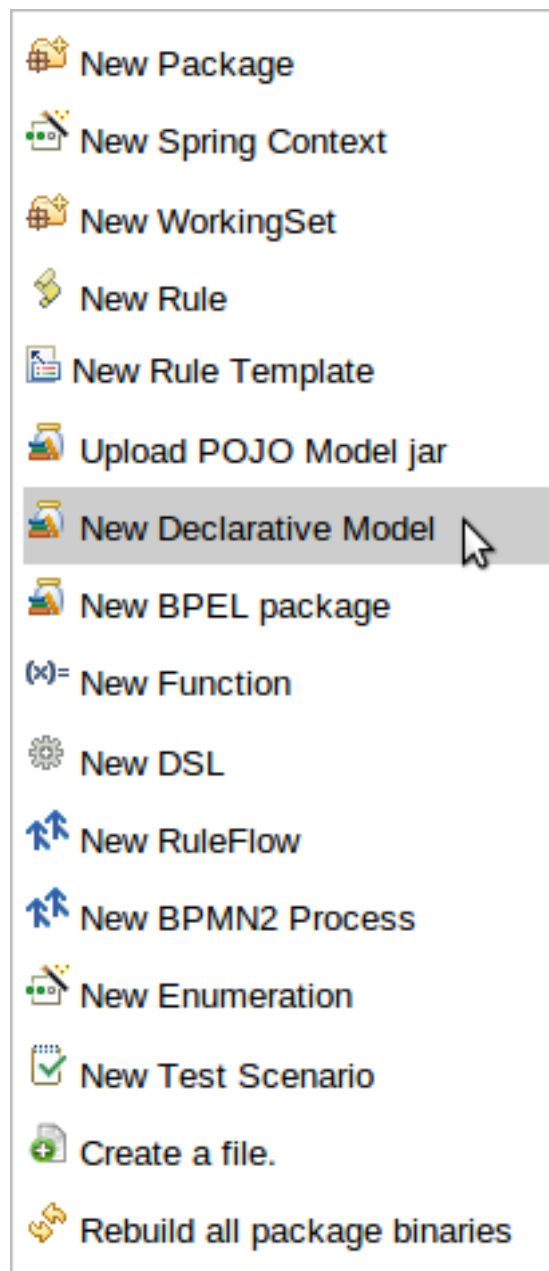 New Package
New Spring Context
New WorkingSet
New Rule
New Rule Template
Upload POJO Model jar
New Declarative Model
New BPEL package
(x)= New Function
New DSL
New RuleFlow
New BPMN2 Process
New Enumeration
New Test Scenario
Create a file.
Rebuild all package binaries